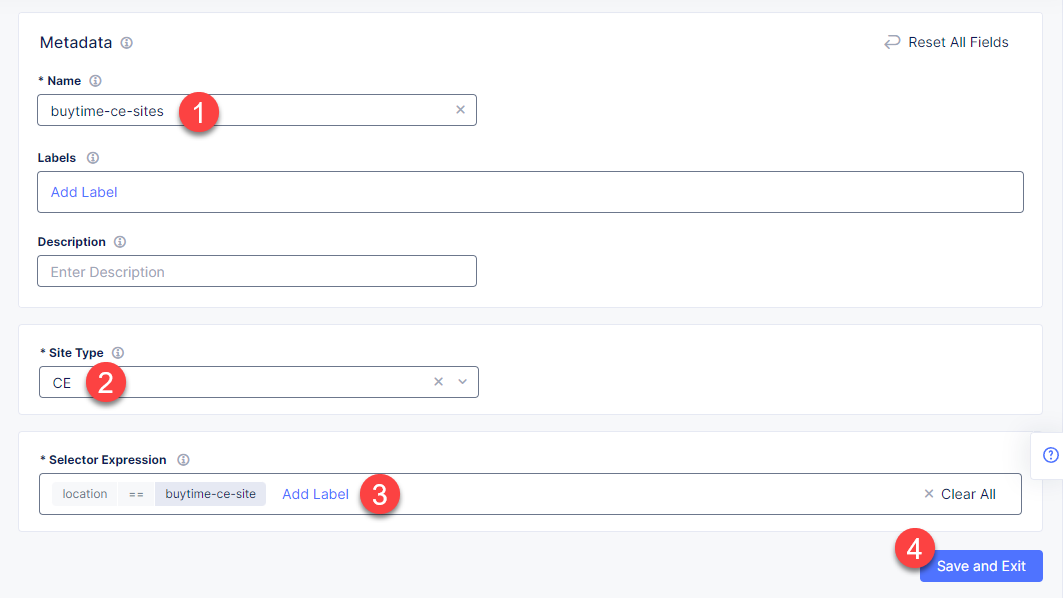 Metadata
Reset All Fields
* Name
buytime-ce-sites 1
Labels
Add Label
Description
Enter Description
* Site Type
CE 2
* Selector Expression
location == buytime-ce-site Add Label 3 Clear All
4
Save and Exit